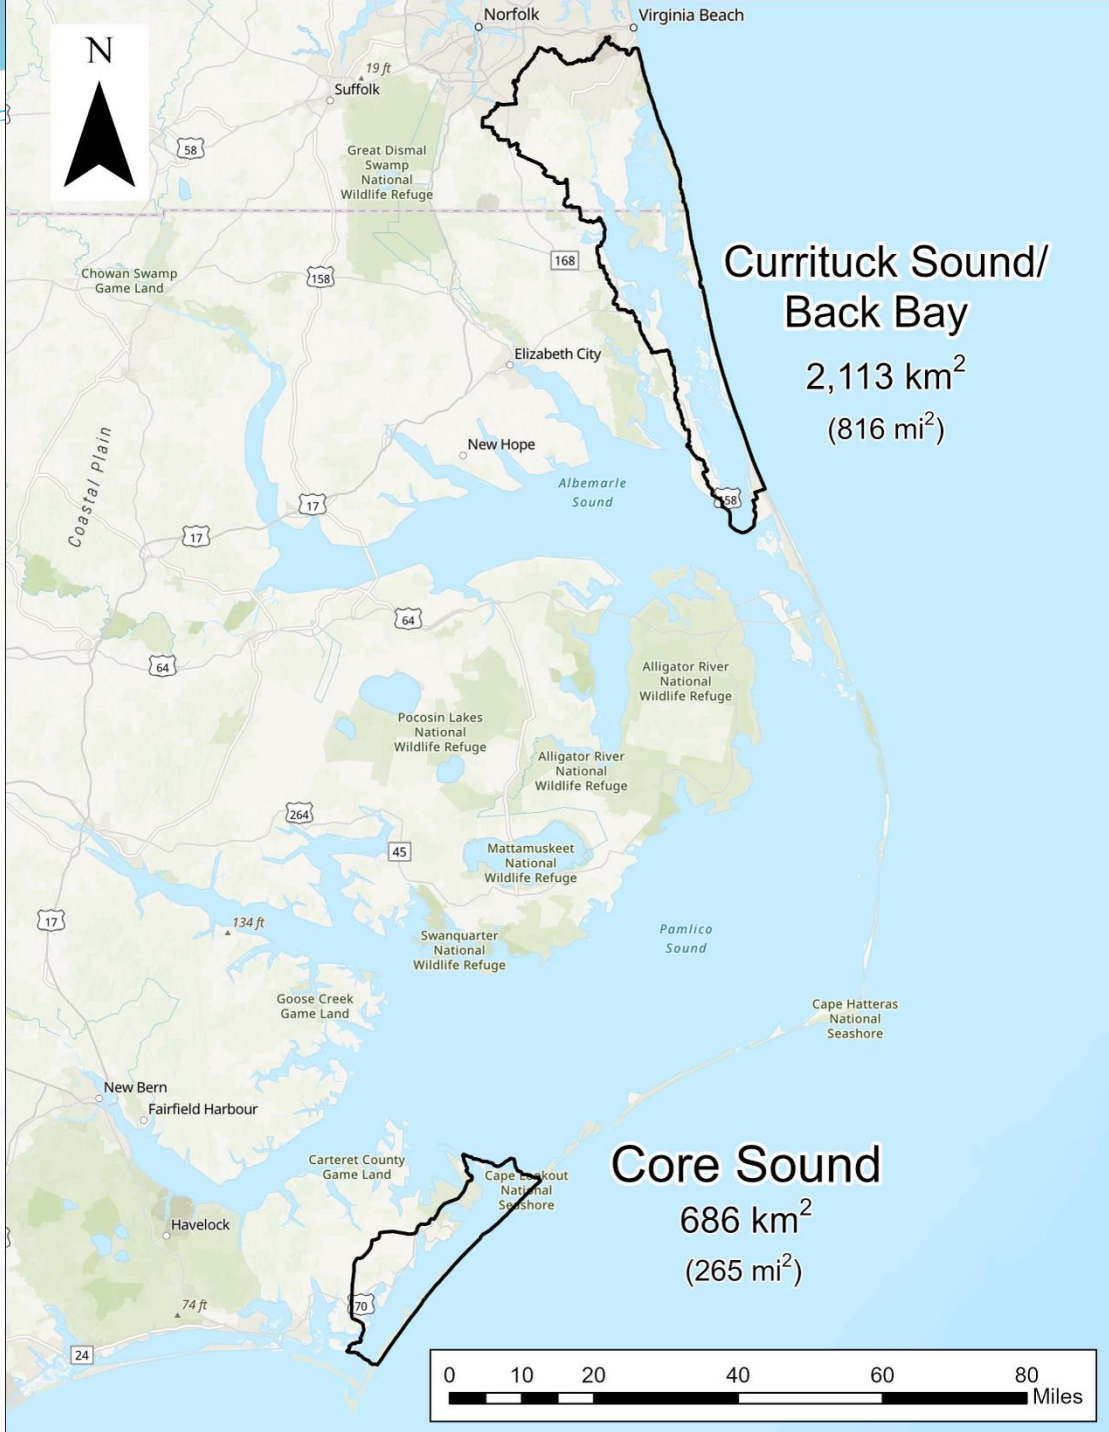 Norfolk
Virginia Beach
N
19 ft
Suffolk
58
Great Dismal
Swamp
National
Wildlife Refuge
168
Currituck Sound/
Back Bay
2,113 km²
(816 mi²)
Chowan Swamp
Game Land
158
Elizabeth City
New Hope
Coastal Plain
Albemarle
Sound
158
17
17
64
64
Alligator River
National
Wildlife Refuge
Pocosin Lakes
National
Wildlife Refuge
Alligator River
National
Wildlife Refuge
264
45
Mattamuskeet
National
Wildlife Refuge
17
134 ft
Swanquarter
National
Wildlife Refuge
Pamlico
Sound
Goose Creek
Game Land
Cape Hatteras
National
Seashore
New Bern
Fairfield Harbour
Carteret County
Game Land
Cape Lookout
National
Seashore
Core Sound
686 km²
(265 mi²)
Havelock
70
74 ft
24
0 10 20 40 60 80
Miles